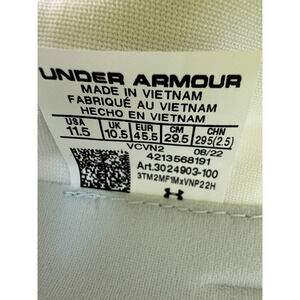 UNDER ARMOUR
MADE IN VIETNAM
FABRIQUÉ AU VIETNAM
HECHO EN VIETNAM
USA UK EUR CM CHN
11.5 10.5 45.5 29.5 295(2.5)
VCVN2 08/22
4213568191
Art.3024903-100
3TM2MF1MxVNP22H